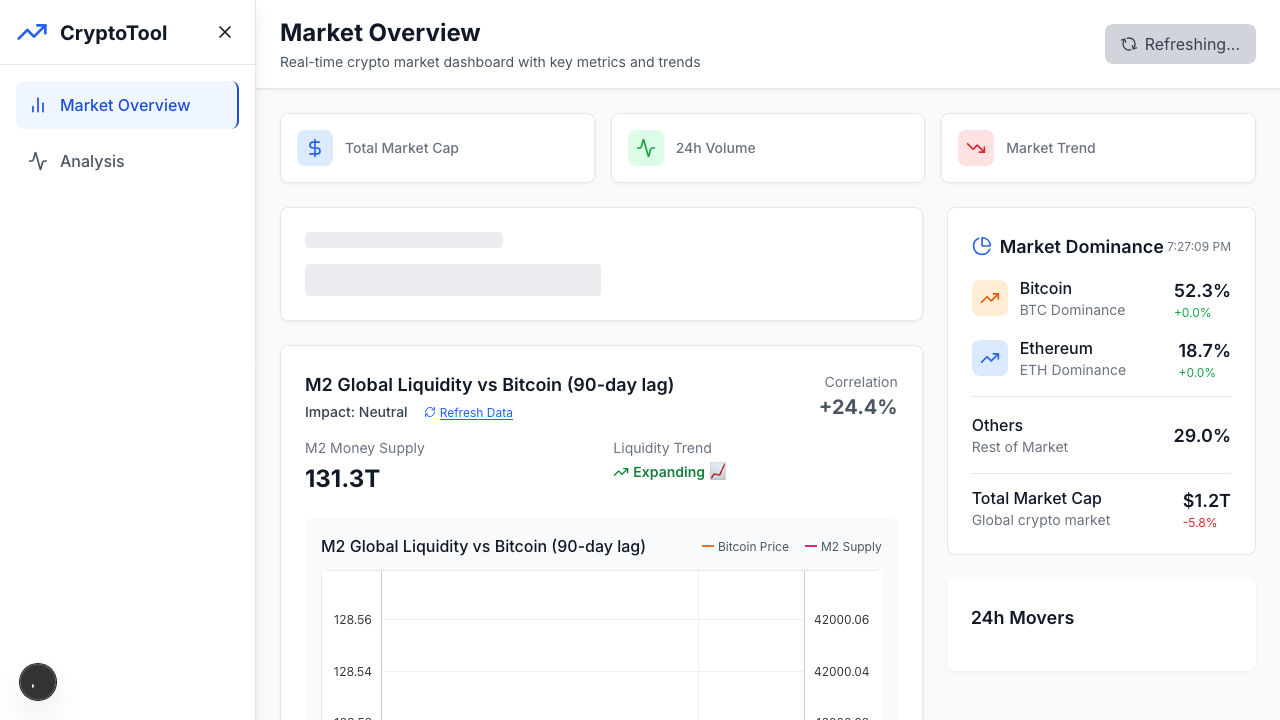 CryptoTool
Market Overview
Analysis
Market Overview
Real-time crypto market dashboard with key metrics and trends
Refreshing...
Total Market Cap
24h Volume
Market Trend
M2 Global Liquidity vs Bitcoin (90-day lag)
Impact: Neutral
Refresh Data
Correlation
+24.4%
M2 Money Supply
131.3T
Liquidity Trend
Expanding
M2 Global Liquidity vs Bitcoin (90-day lag)
Bitcoin Price
M2 Supply
128.56
42000.06
128.54
42000.04
Market Dominance
7:27:09 PM
Bitcoin
BTC Dominance
52.3%
+0.0%
Ethereum
ETH Dominance
18.7%
+0.0%
Others
Rest of Market
29.0%
Total Market Cap
Global crypto market
$1.2T
-5.8%
24h Movers